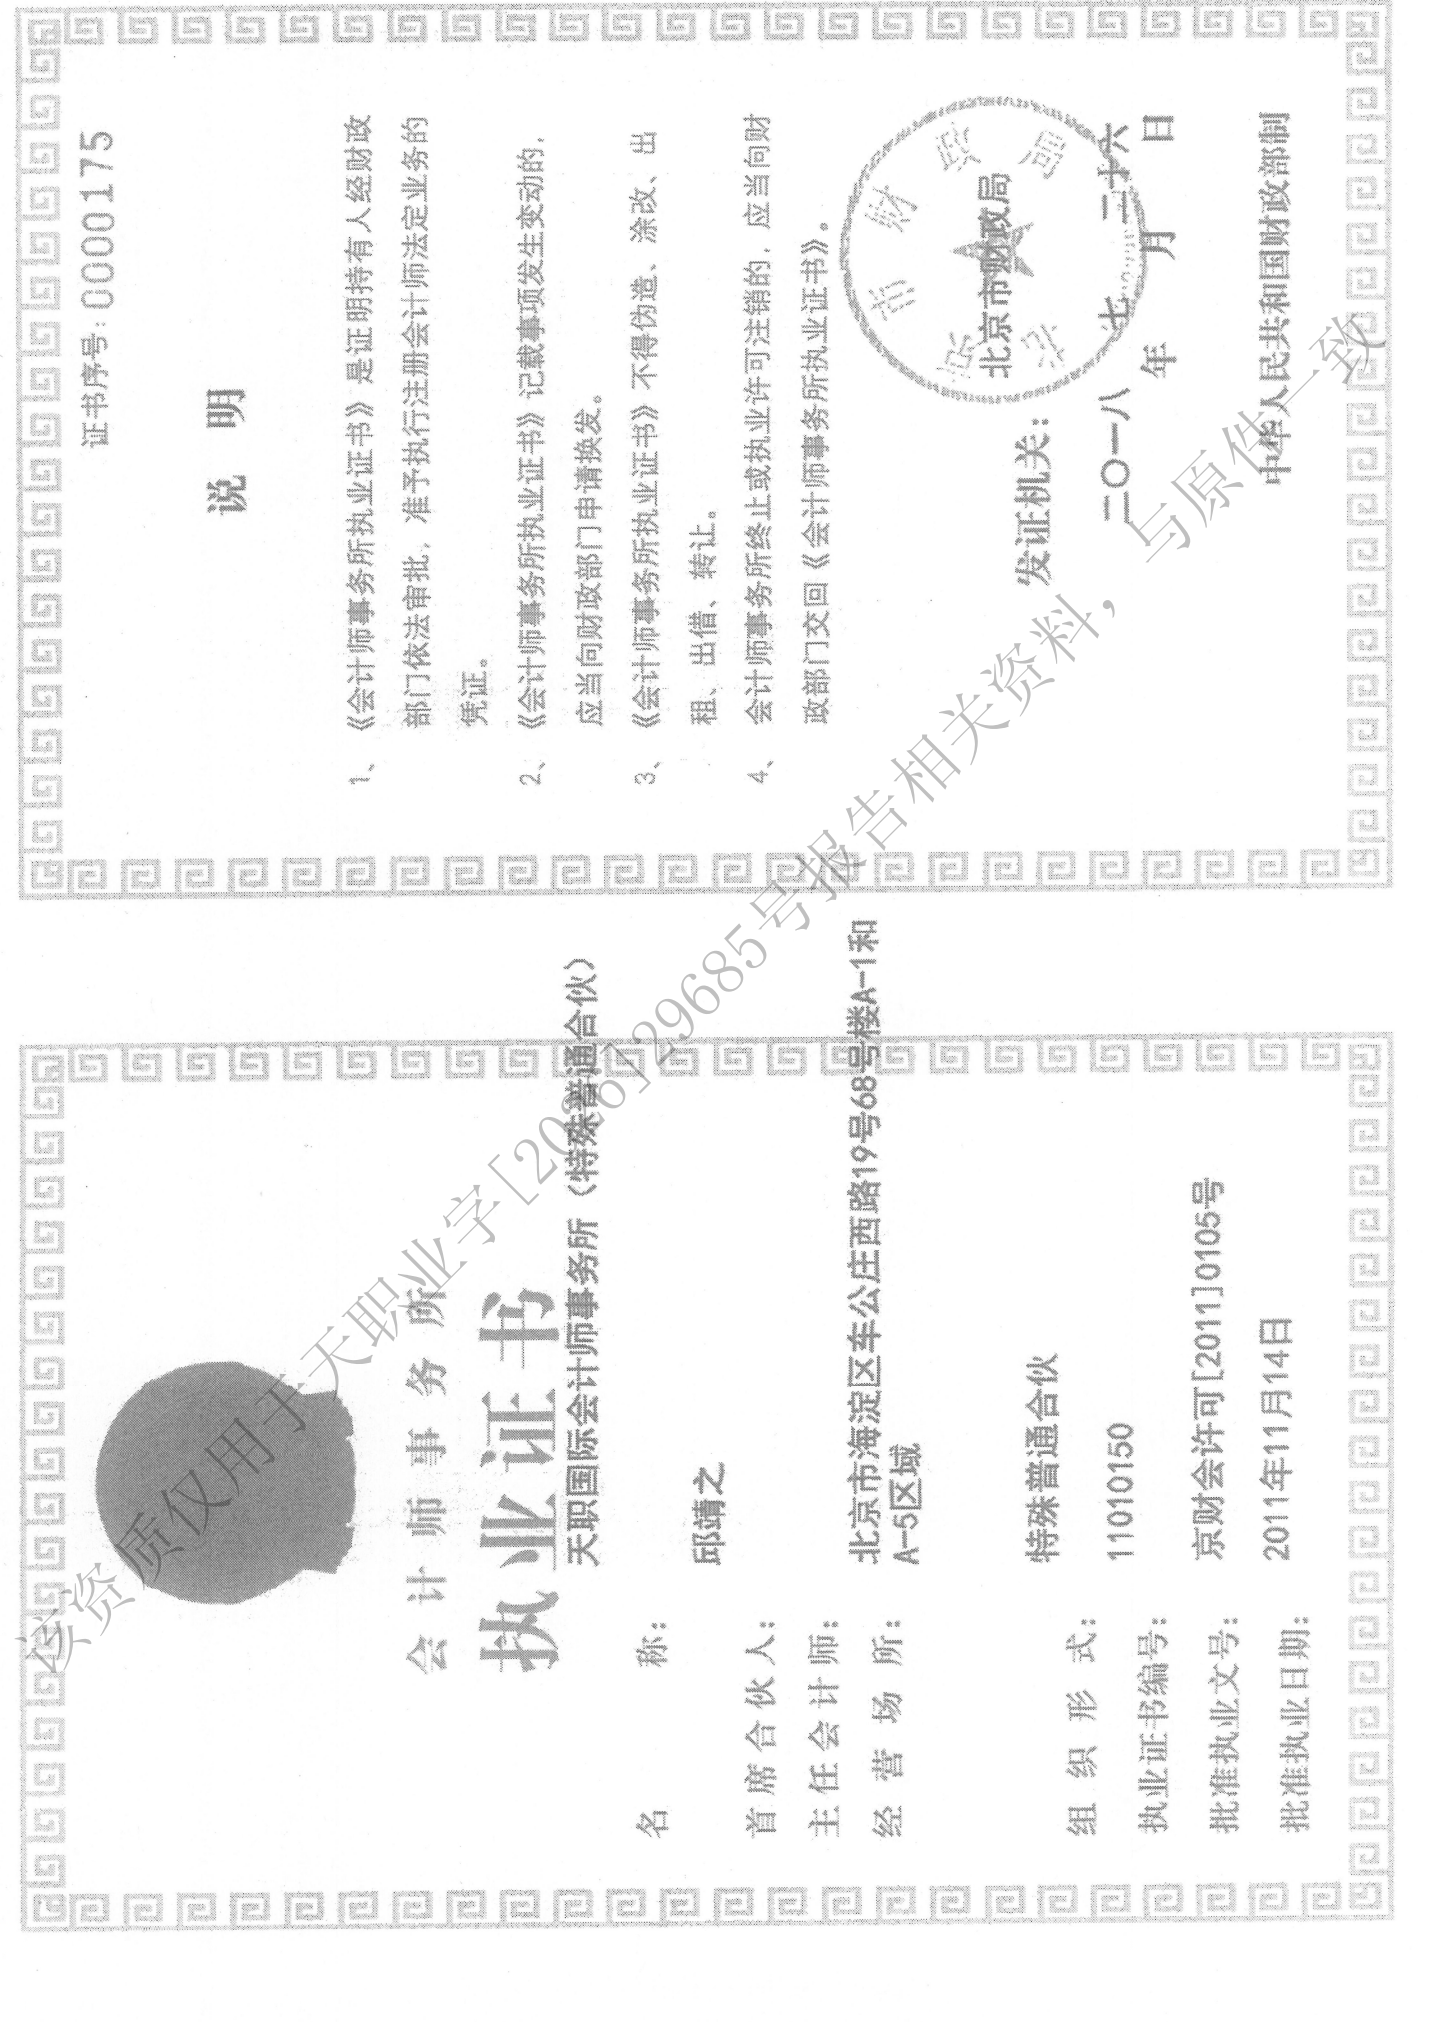 会计师事务所
执业证书
名 称：
天职国际会计师事务所（特殊普通合伙）
首席合伙人：
邱靖之
主任会计师：
经营场所：
北京市海淀区车公庄西路19号68号楼A-1和
A-5区域
组织形式：
特殊普通合伙
执业证书编号：
11010150
批准执业文号：
京财会许可[2011]0105号
批准执业日期：
2011年11月14日
证书序号：0000175
说 明
1、《会计师事务所执业证书》是证明持有人经财政
部门依法审批，准予执行注册会计师法定业务的
凭证。
2、《会计师事务所执业证书》记载事项发生变动的，
应当向财政部门申请换发。
3、《会计师事务所执业证书》不得伪造、涂改、出
租、出借、转让。
4、会计师事务所终止或执业许可注销的，应当向财
政部门交回《会计师事务所执业证书》。
发证机关：
北京市财政局
北京市财政局
二〇一八年 七月 二十六日
中华人民共和国财政部制
该资质仅用于天职业字[2026]29685号报告相关资料，与原件一致